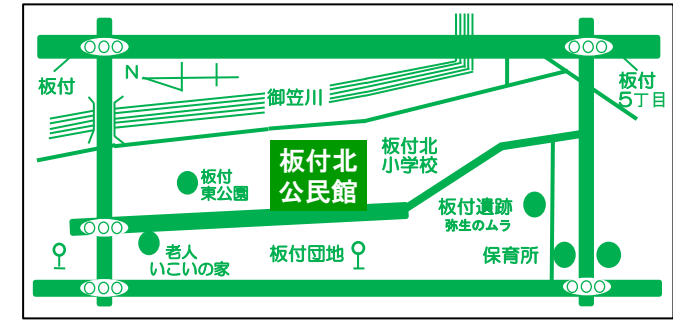 板付
N
御笠川
板付
5丁目
板付北
公民館
板付北
小学校
板付
東公園
板付遺跡
弥生のムラ
老人
いこいの家
板付団地
保育所